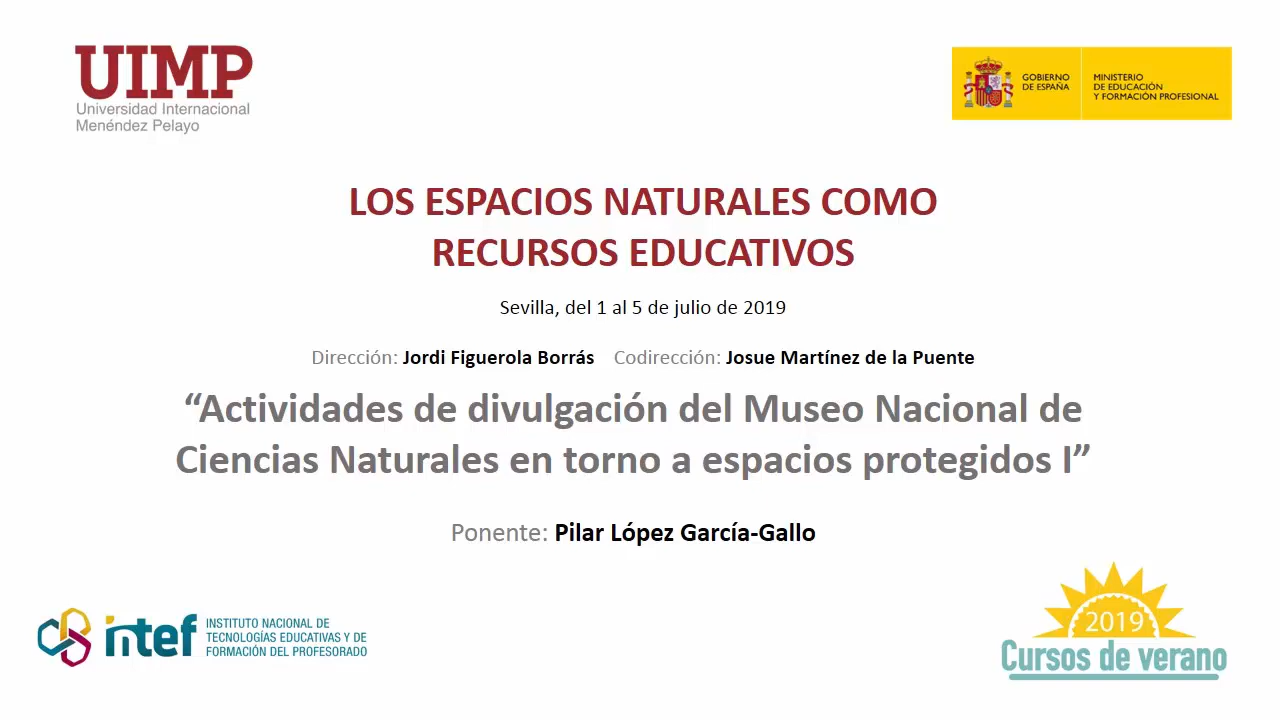 UIMP
Universidad Internacional
Menéndez Pelayo
GOBIERNO
DE ESPAÑA
MINISTERIO
DE EDUCACIÓN
Y FORMACIÓN PROFESIONAL
LOS ESPACIOS NATURALES COMO
RECURSOS EDUCATIVOS
Sevilla, del 1 al 5 de julio de 2019
Dirección: Jordi Figuerola Borrás Codirección: Josue Martínez de la Puente
“Actividades de divulgación del Museo Nacional de
Ciencias Naturales en torno a espacios protegidos I”
Ponente: Pilar López García-Gallo
intef
INSTITUTO NACIONAL DE
TECNOLOGÍAS EDUCATIVAS Y DE
FORMACIÓN DEL PROFESORADO
2019
Cursos de verano